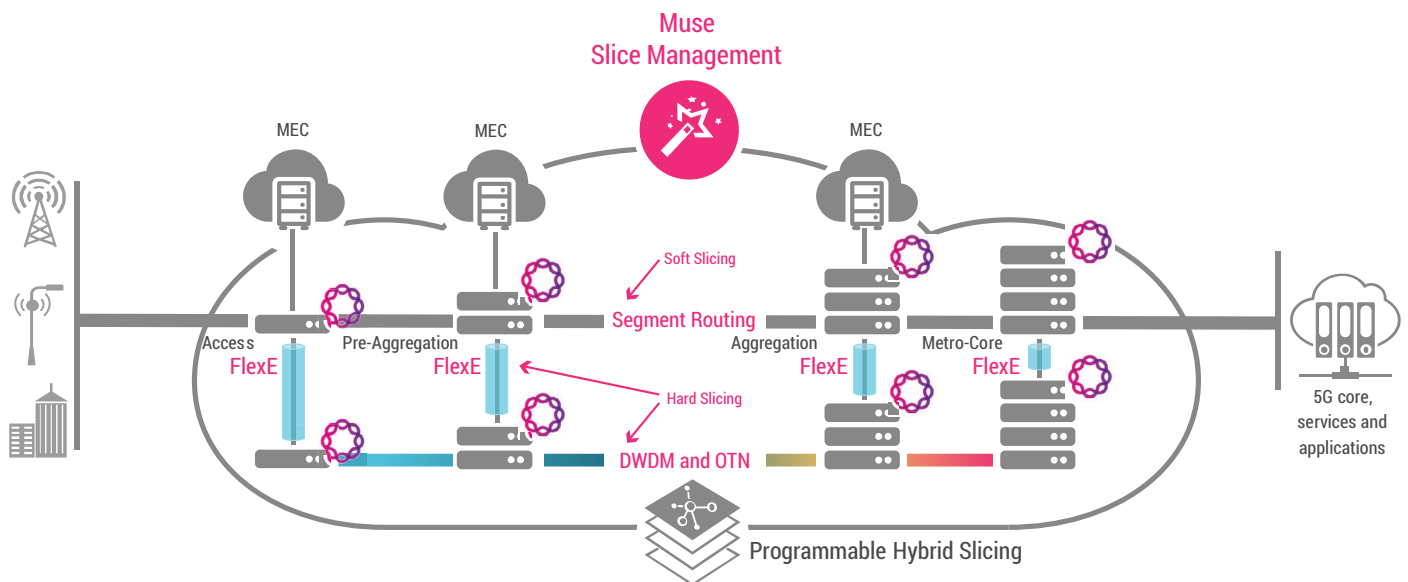 Muse
Slice Management
MEC
MEC
MEC
Soft Slicing
Segment Routing
Access
Pre-Aggregation
Aggregation
Metro-Core
FlexE
FlexE
FlexE
FlexE
Hard Slicing
DWDM and OTN
5G core,
services and
applications
Programmable Hybrid Slicing